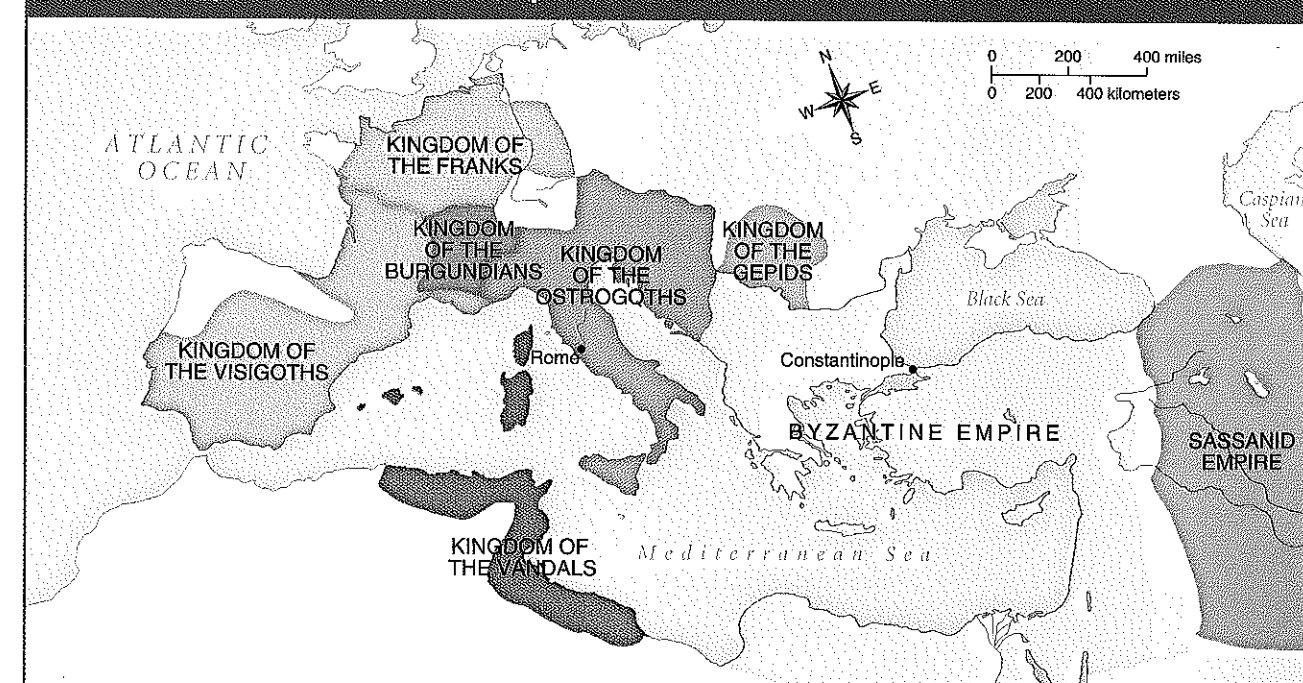 N
E
W
S
0 200 400 miles
0 200 400 kilometers
ATLANTIC
OCEAN
KINGDOM OF
THE FRANKS
Caspian
Sea
KINGDOM
OF THE
BURGUNDIANS
KINGDOM
OF THE
OSTROGOTHS
KINGDOM
OF THE
GEPIDS
Black Sea
KINGDOM OF
THE VISIGOTHS
Rome
Constantinople
BYZANTINE EMPIRE
SASSANID
EMPIRE
KINGDOM OF
THE VANDALS
Mediterranean Sea